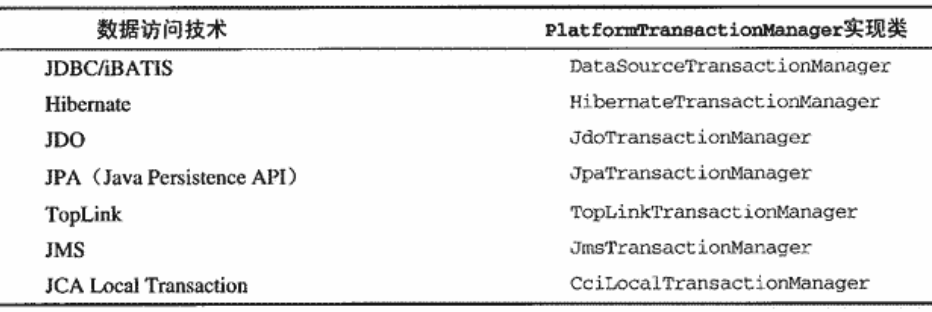 数据访问技术 PlatformTransactionManager实现类
JDBC/iBATIS DataSourceTransactionManager
Hibernate HibernateTransactionManager
JDO JdoTransactionManager
JPA（Java Persistence API） JpaTransactionManager
TopLink TopLinkTransactionManager
JMS JmsTransactionManager
JCA Local Transaction CciLocalTransactionManager